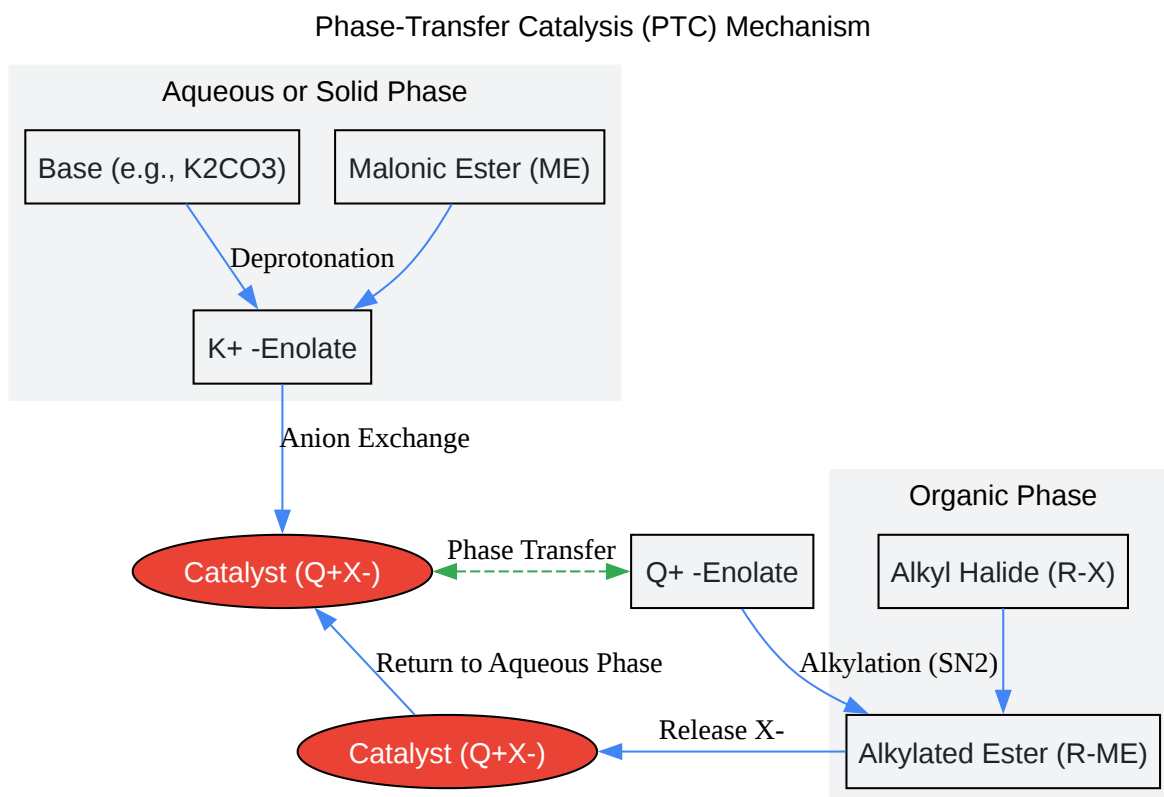 Phase-Transfer Catalysis (PTC) Mechanism
Aqueous or Solid Phase
Base (e.g., K2CO3)
Malonic Ester (ME)
Deprotonation
K+ -Enolate
Anion Exchange
Organic Phase
Catalyst (Q+X-)
Phase Transfer
Q+ -Enolate
Alkyl Halide (R-X)
Return to Aqueous Phase
Alkylation (SN2)
Catalyst (Q+X-)
Release X-
Alkylated Ester (R-ME)